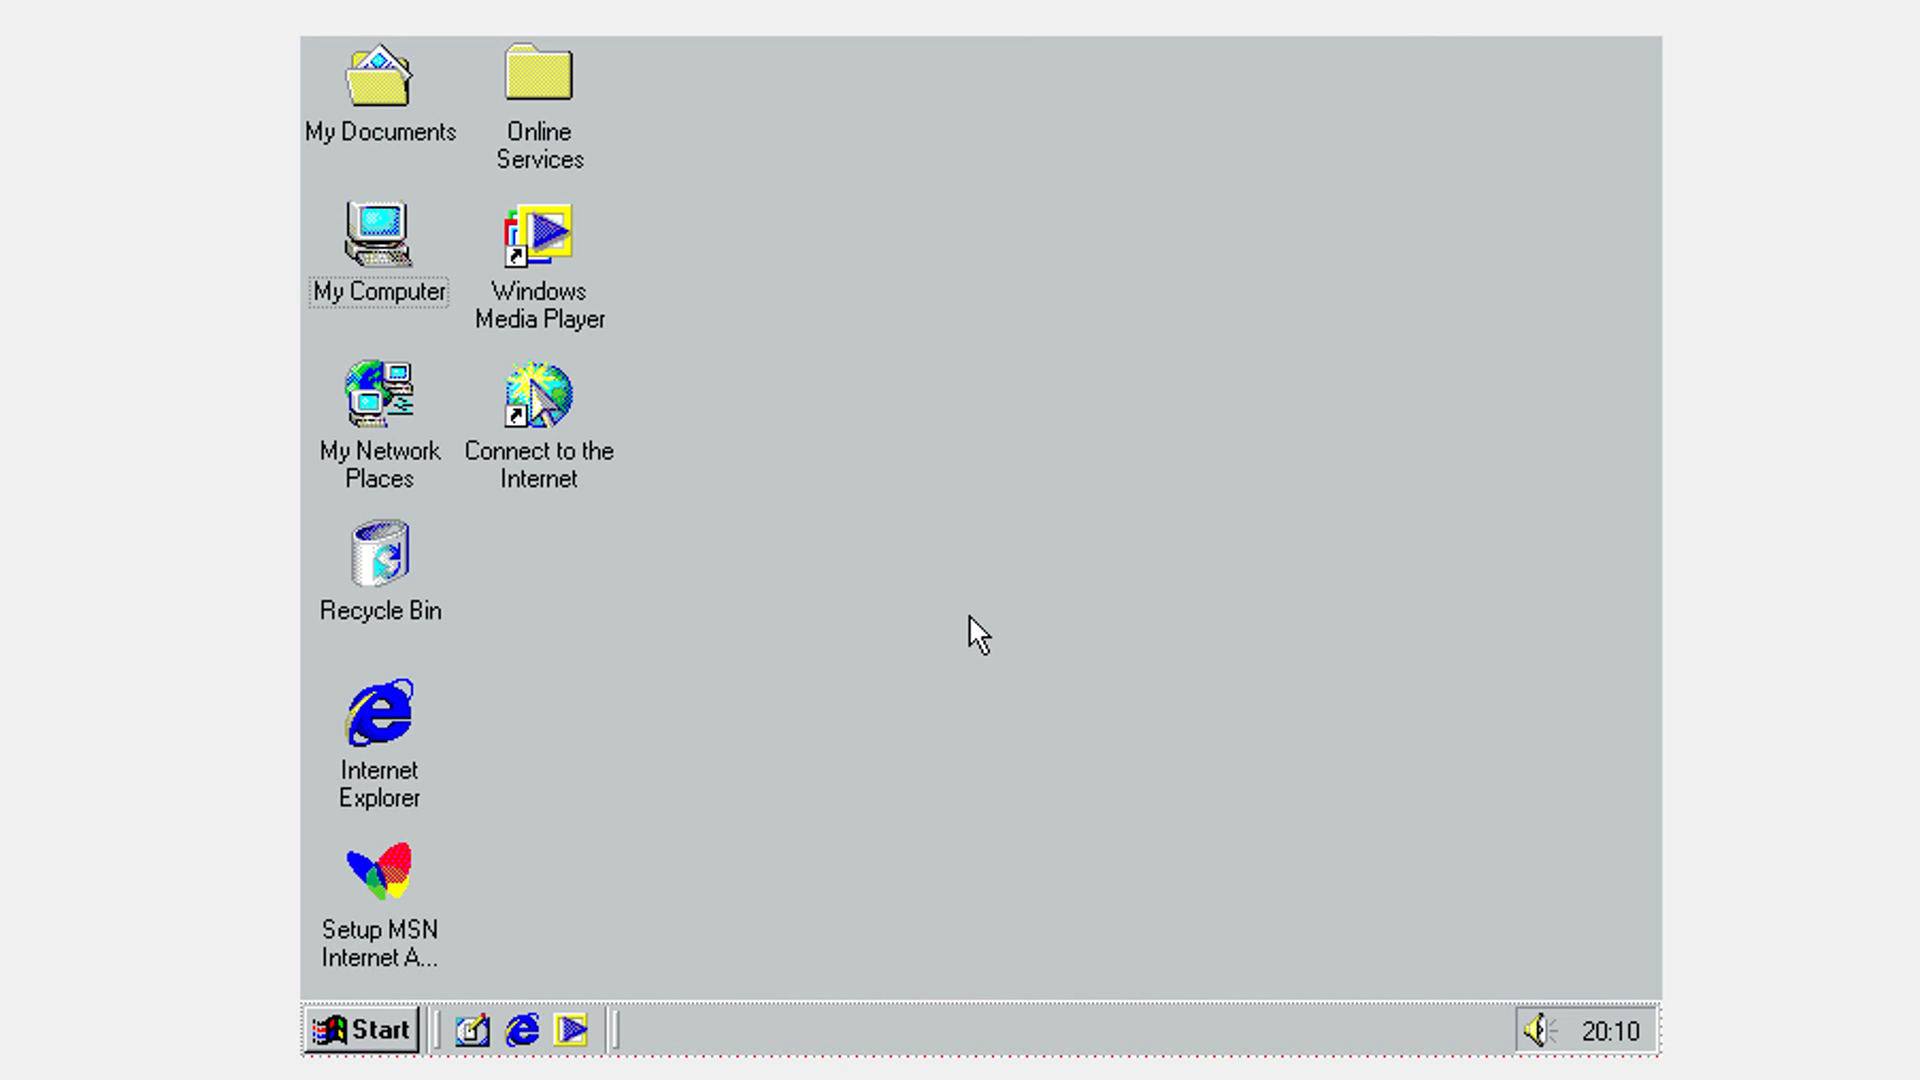 My Documents
Online
Services
My Computer
Windows
Media Player
My Network
Places
Connect to the
Internet
Recycle Bin
Internet
Explorer
Setup MSN
Internet A...
Start
20:10